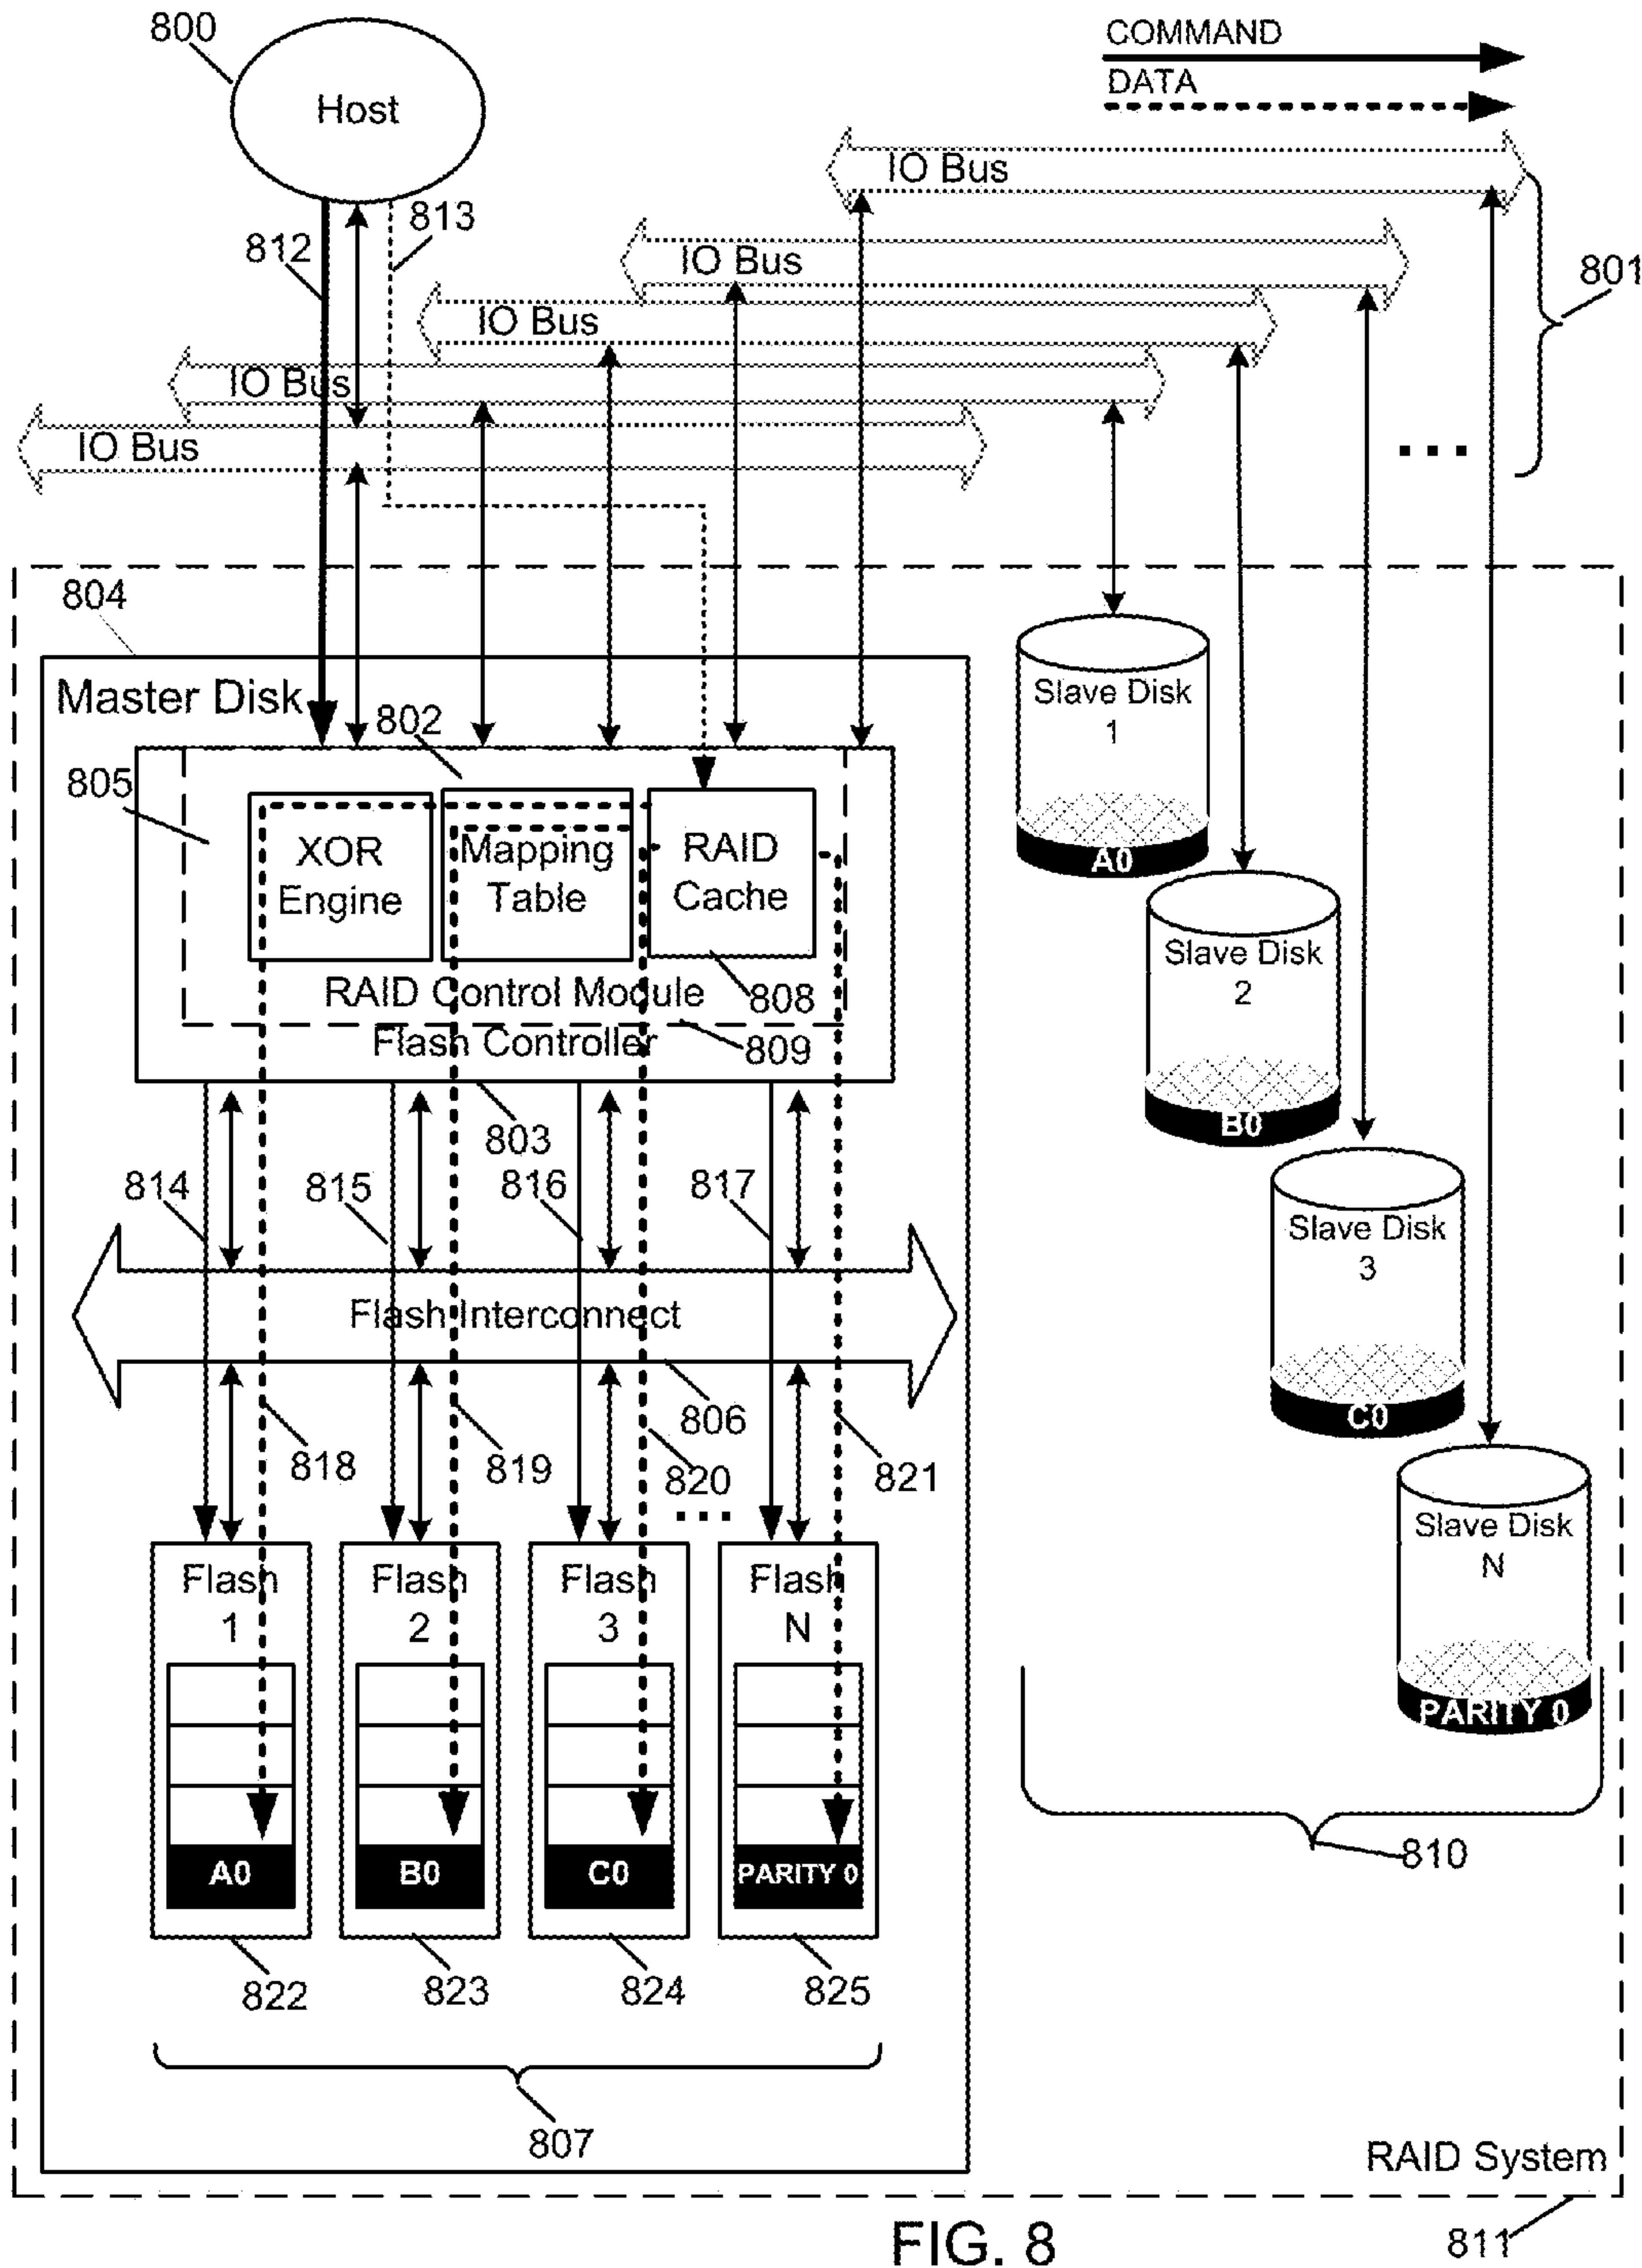 800
Host
COMMAND
DATA
IO Bus
813
812
IO Bus
801
IO Bus
IO Bus
IO Bus
...
804
Master Disk
802
805
XOR
Engine
Mapping
Table
RAID
Cache
RAID Control Module
808
Flash Controller
809
803
814
815
816
817
Flash Interconnect
806
818
819
820
821
...
Flash
1
Flash
2
Flash
3
Flash
N
A0
B0
C0
PARITY 0
822
823
824
825
807
Slave Disk
1
A0
Slave Disk
2
B0
Slave Disk
3
C0
Slave Disk
N
PARITY 0
810
RAID System
811
FIG. 8